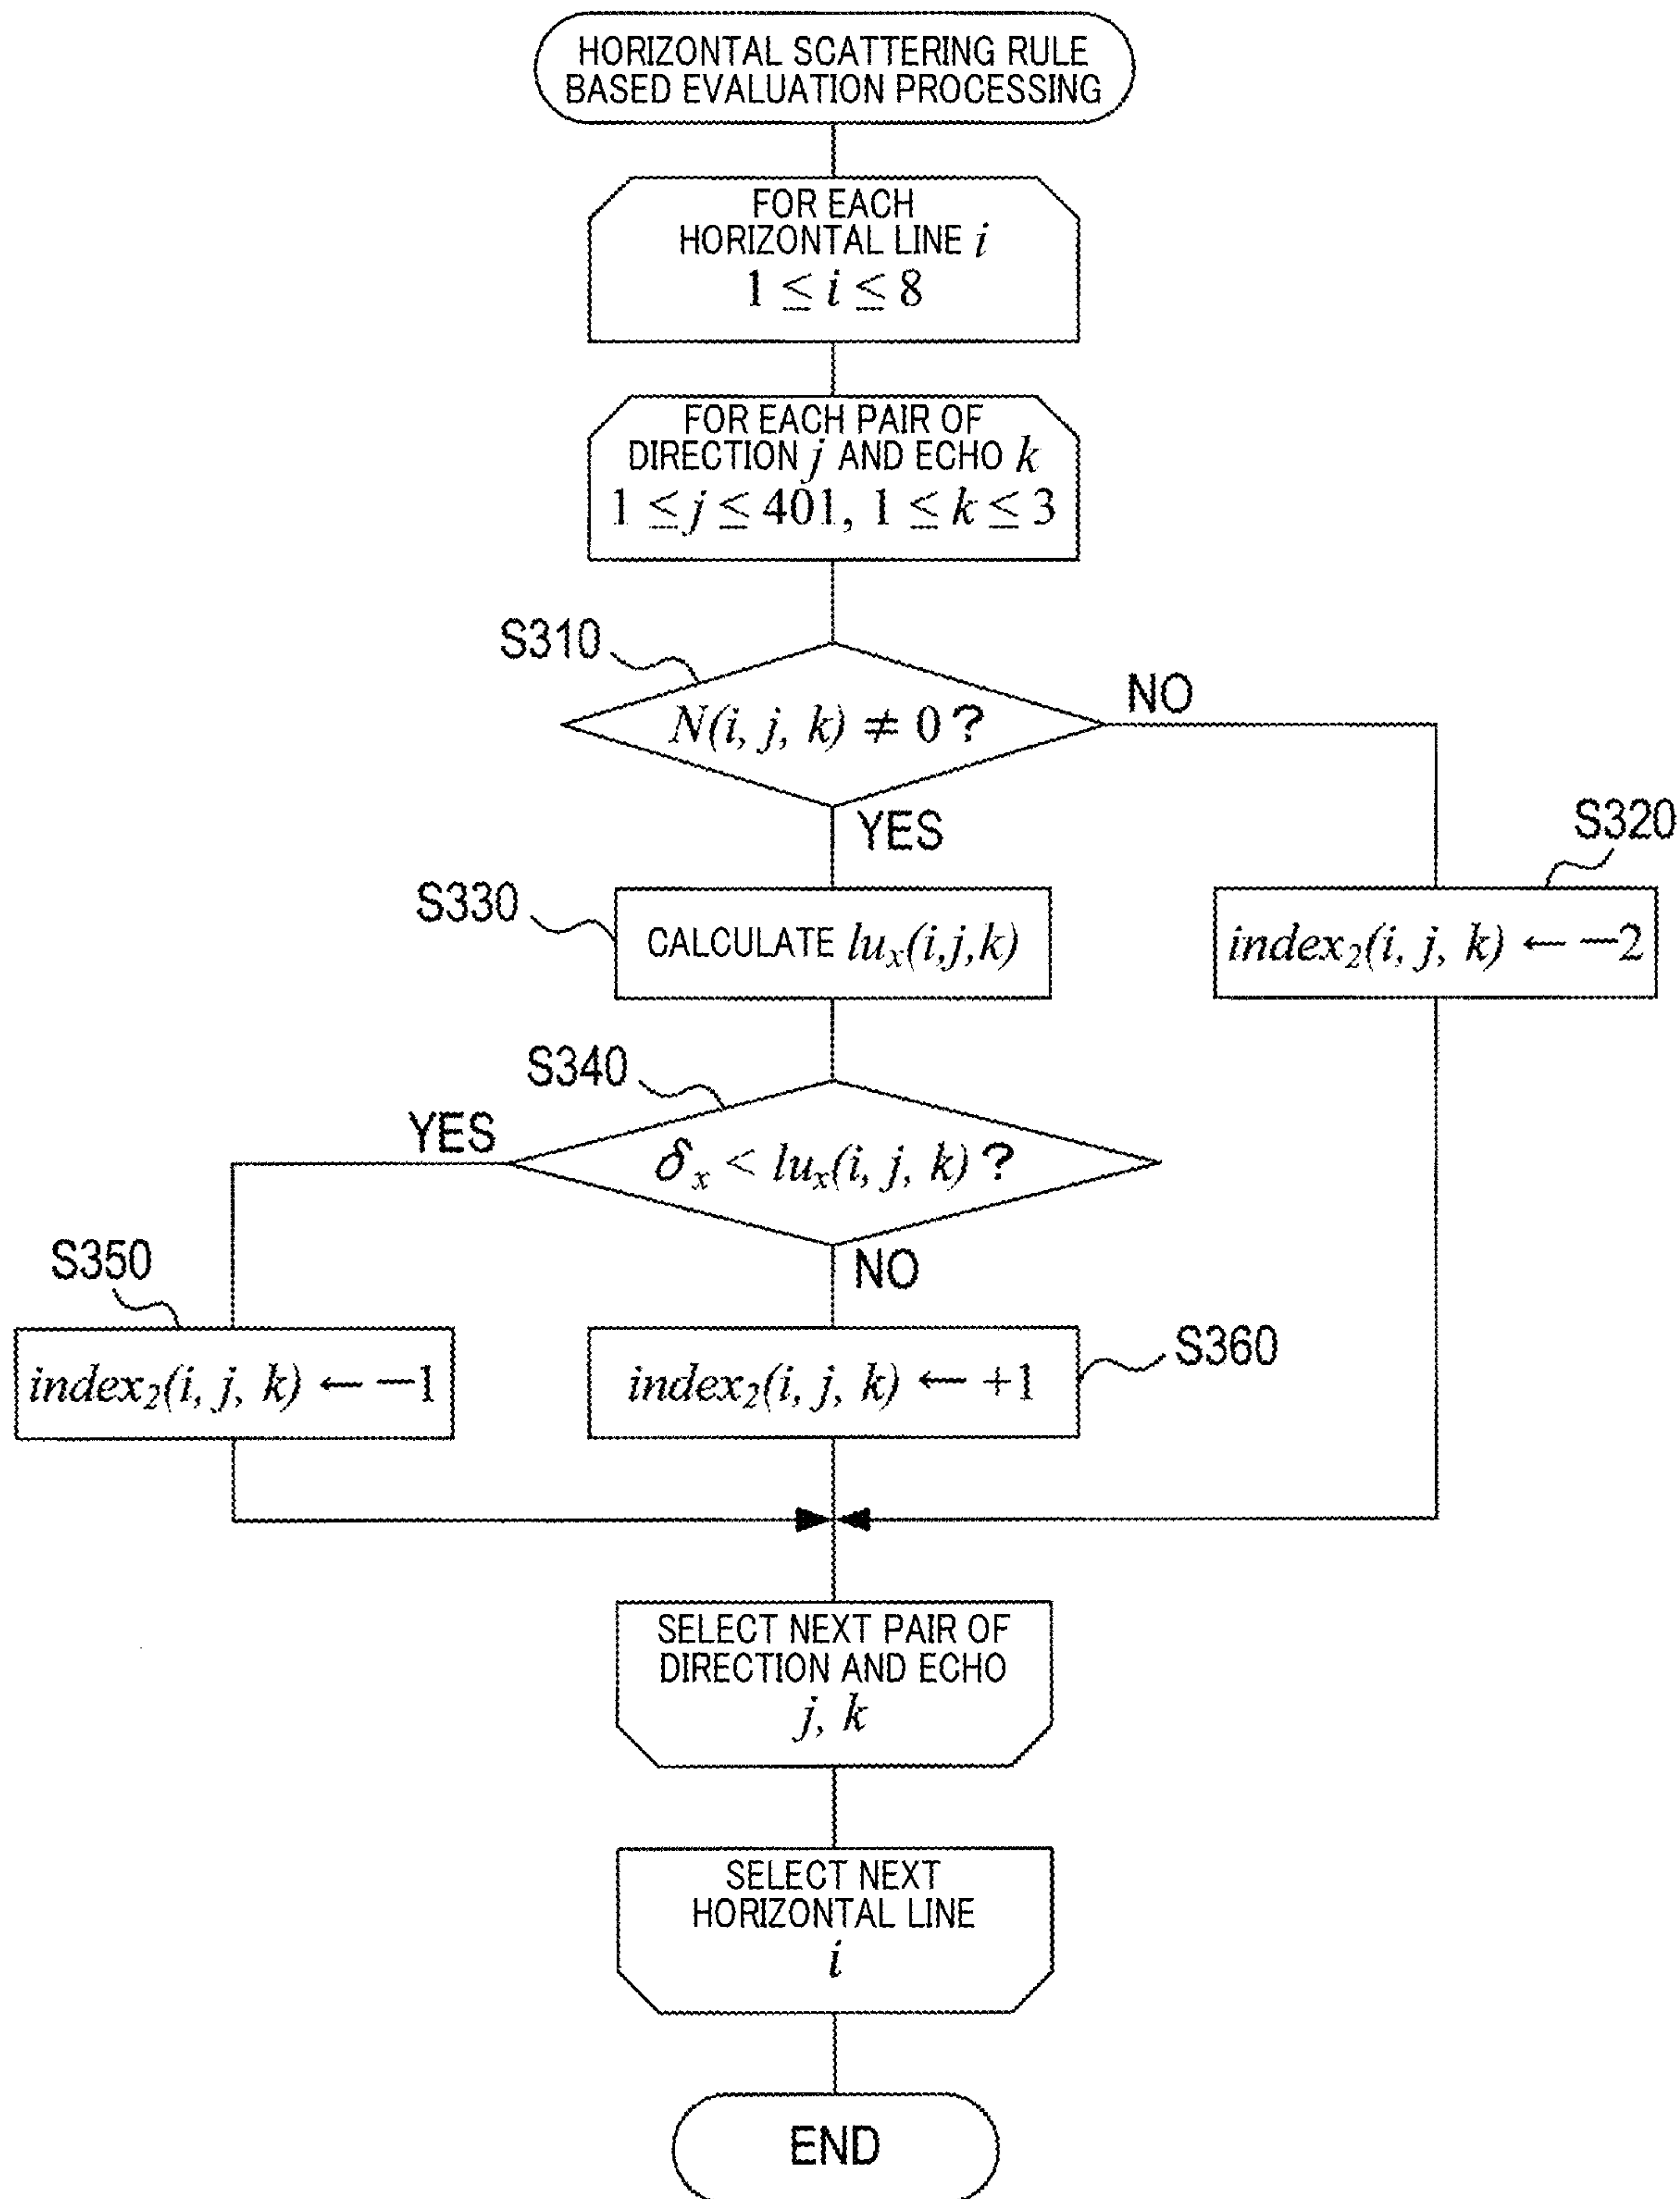 HORIZONTAL SCATTERING RULE
BASED EVALUATION PROCESSING
FOR EACH
HORIZONTAL LINE i
1 ≦ i ≦ 8
FOR EACH PAIR OF
DIRECTION j AND ECHO k
1 ≦ j ≦ 401, 1 ≦ k ≦ 3
S310
N(i, j, k) ≠ 0 ?
NO
YES
S320
index₂(i, j, k) ← −2
S330
CALCULATE luₓ(i,j,k)
S340
YES
δₓ < luₓ(i, j, k) ?
NO
S350
index₂(i, j, k) ← −1
S360
index₂(i, j, k) ← +1
SELECT NEXT PAIR OF
DIRECTION AND ECHO
j, k
SELECT NEXT
HORIZONTAL LINE
i
END